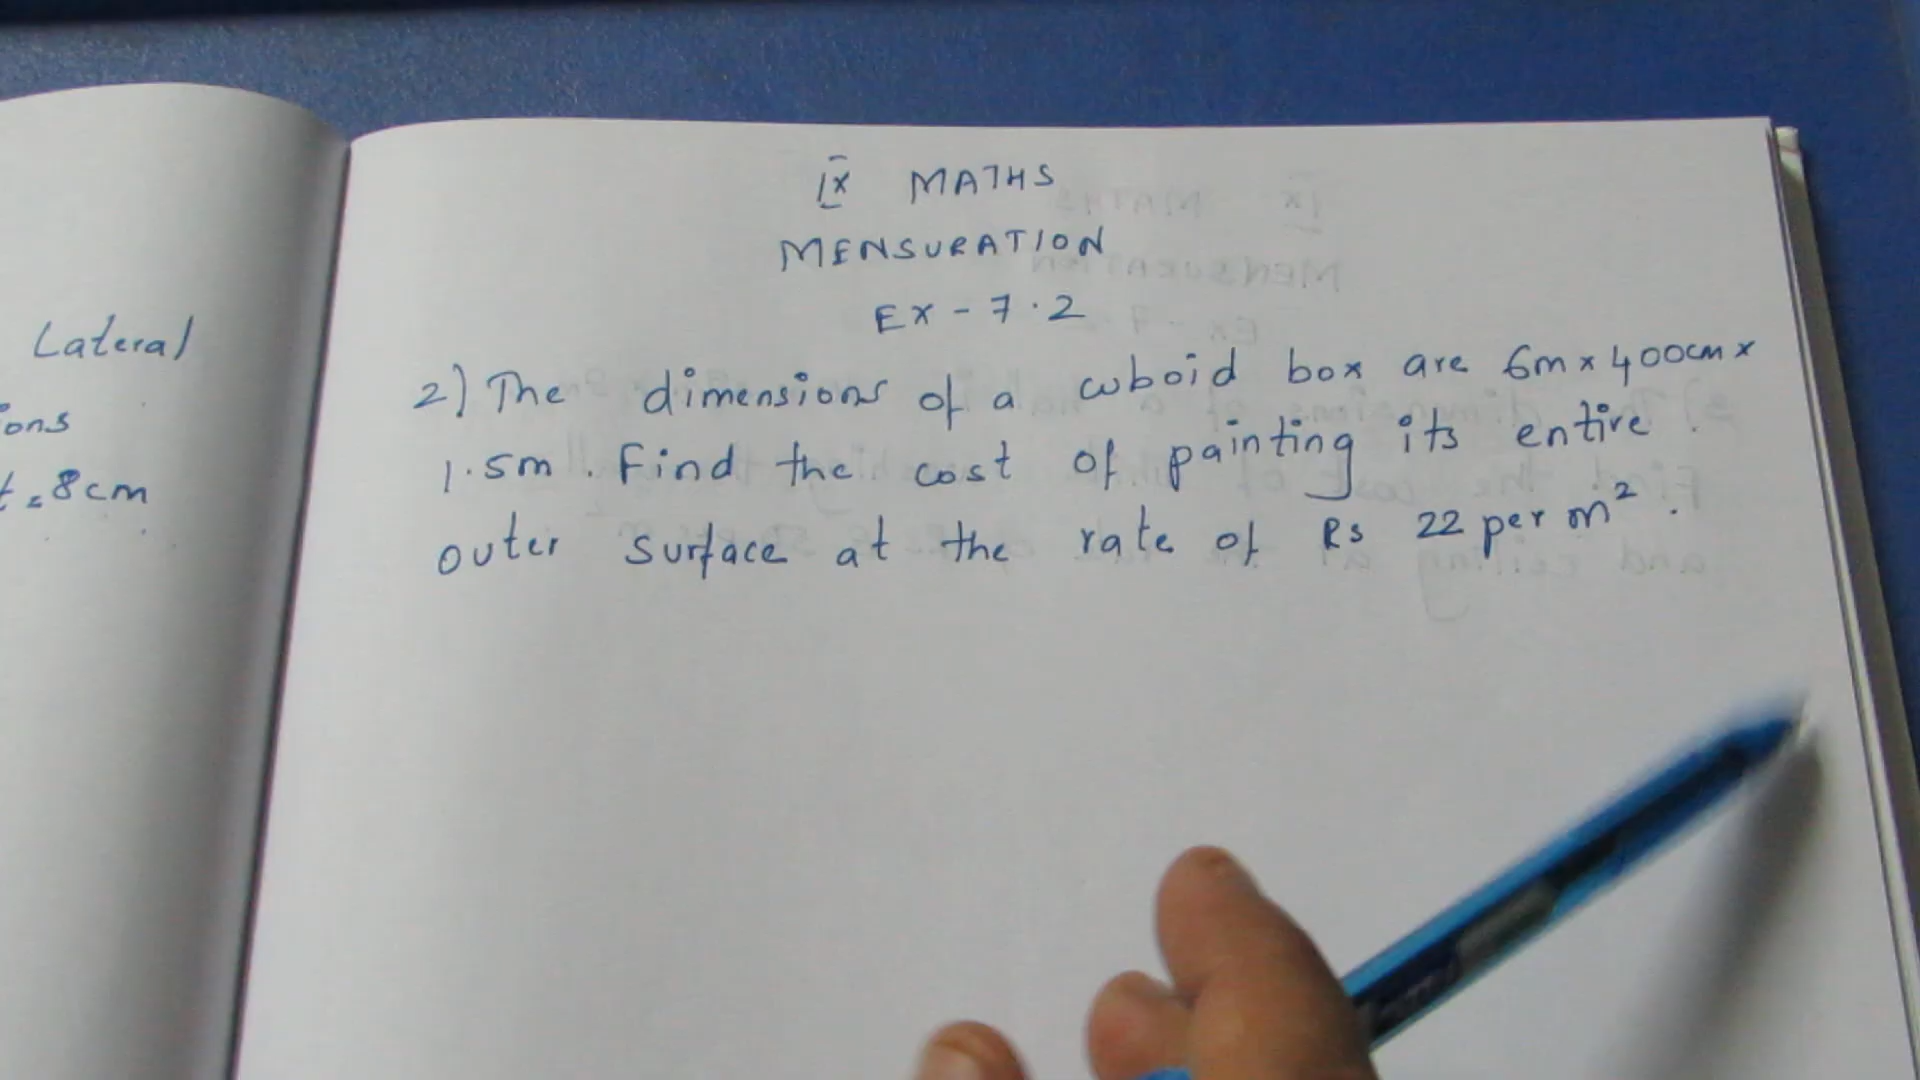 Lateral
ons
t = 8cm
IX MATHS
MENSURATION
Ex - 7.2
2) The dimensions of a cuboid box are 6m x 400cm x
1.5m. Find the cost of painting its entire
outer surface at the rate of Rs 22 per m².